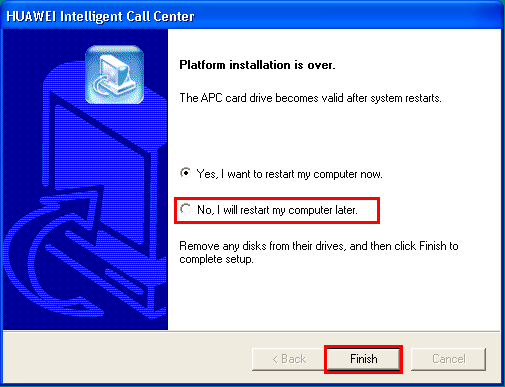 HUAWEI Intelligent Call Center
Platform installation is over.
The APC card drive becomes valid after system restarts.
Yes, I want to restart my computer now.
No, I will restart my computer later.
Remove any disks from their drives, and then click Finish to
complete setup.
< Back
Finish
Cancel